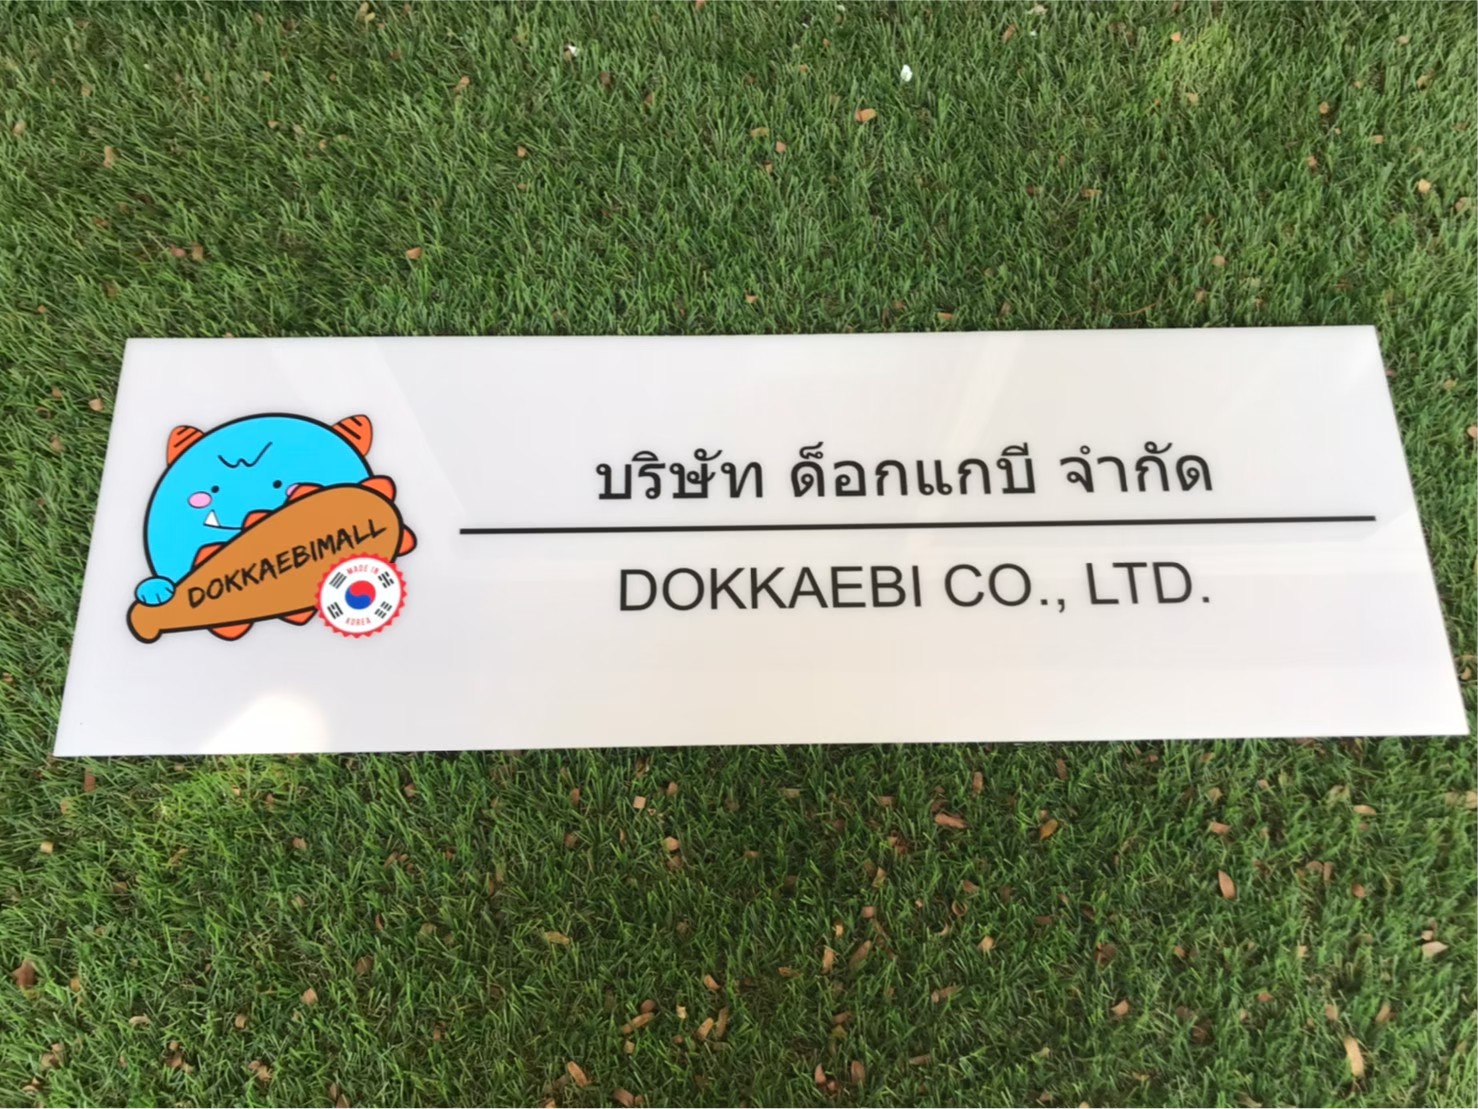 บริษัท ด็อกแกบี จำกัด
DOKKAEBI CO., LTD.
DOKKAEBIMALL
MADE IN
KOREA